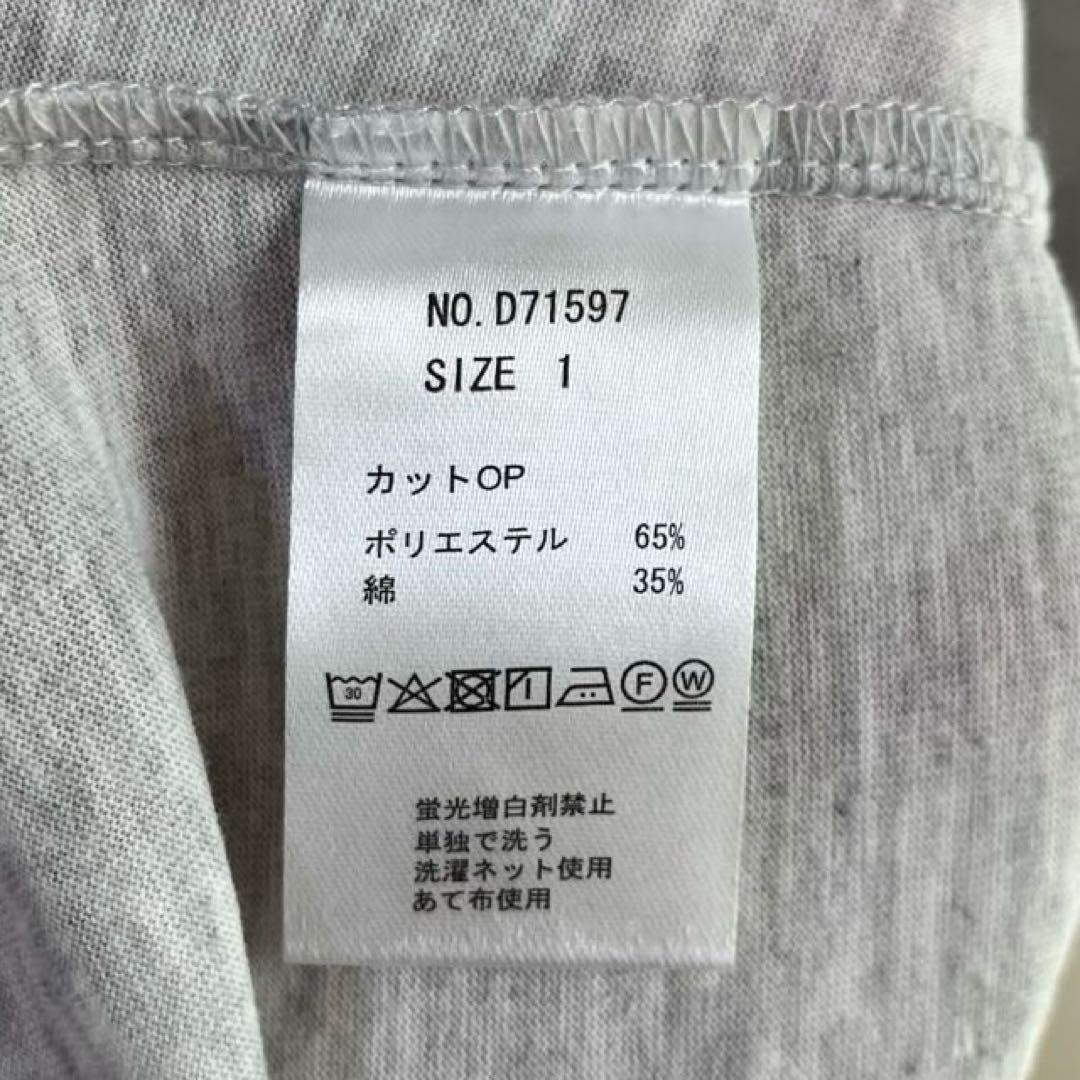 NO. D71597
SIZE 1
カットOP
ポリエステル 65%
綿 35%
30 F W
蛍光増白剤禁止
単独で洗う
洗濯ネット使用
あて布使用